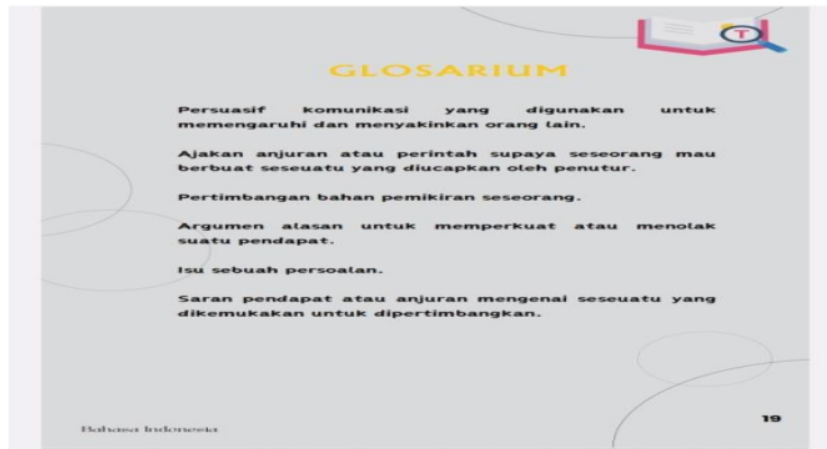 T
GLOSARIUM
Persuasif komunikasi yang digunakan untuk
memengaruhi dan menyakinkan orang lain.
Ajakan anjuran atau perintah supaya seseorang mau
berbuat seseuatu yang diucapkan oleh penutur.
Pertimbangan bahan pemikiran seseorang.
Argumen alasan untuk memperkuat atau menolak
suatu pendapat.
Isu sebuah persoalan.
Saran pendapat atau anjuran mengenai seseuatu yang
dikemukakan untuk dipertimbangkan.
Bahasa Indonesia
19